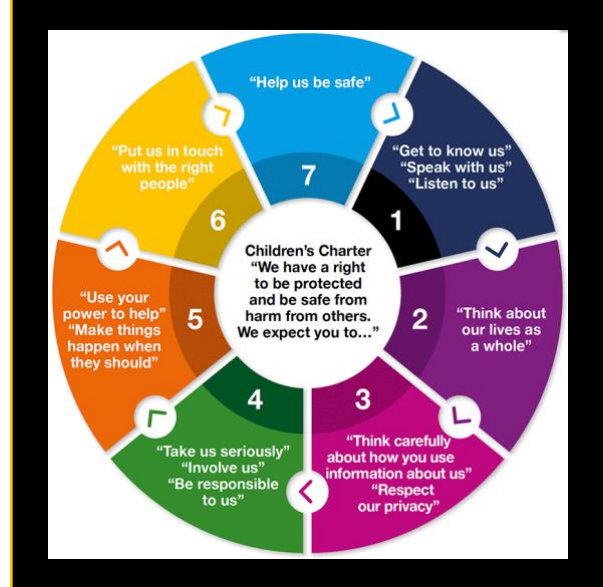 Children's Charter
"We have a right
to be protected
and be safe from
harm from others.
We expect you to…"
1
"Get to know us"
"Speak with us"
"Listen to us"
2
"Think about
our lives as
a whole"
3
"Think carefully
about how you use
information about us"
"Respect
our privacy"
4
"Take us seriously"
"Involve us"
"Be responsible
to us"
5
"Use your
power to help"
"Make things
happen when
they should"
6
"Put us in touch
with the right
people"
7
"Help us be safe"